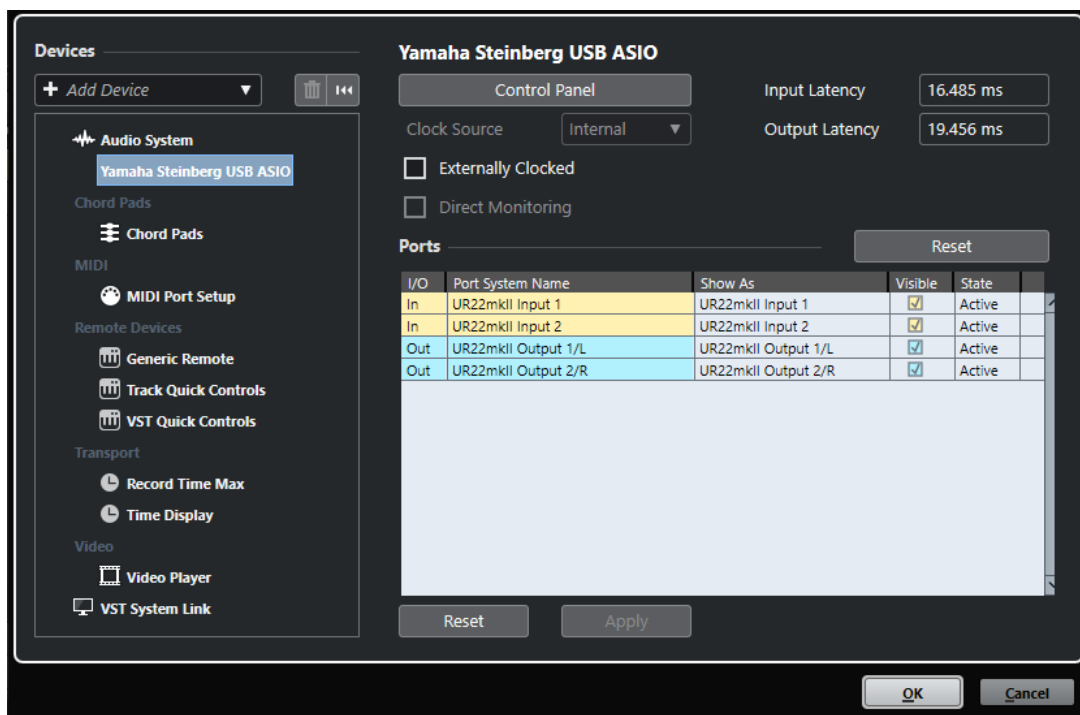 Devices
Add Device
Audio System
Yamaha Steinberg USB ASIO
Chord Pads
Chord Pads
MIDI
MIDI Port Setup
Remote Devices
Generic Remote
Track Quick Controls
VST Quick Controls
Transport
Record Time Max
Time Display
Video
Video Player
VST System Link
Yamaha Steinberg USB ASIO
Control Panel Input Latency 16.485 ms
Clock Source Internal Output Latency 19.456 ms
Externally Clocked
Direct Monitoring
Ports Reset
I/O Port System Name Show As Visible State
In UR22mkII Input 1 UR22mkII Input 1 Active
In UR22mkII Input 2 UR22mkII Input 2 Active
Out UR22mkII Output 1/L UR22mkII Output 1/L Active
Out UR22mkII Output 2/R UR22mkII Output 2/R Active
Reset Apply
OK Cancel